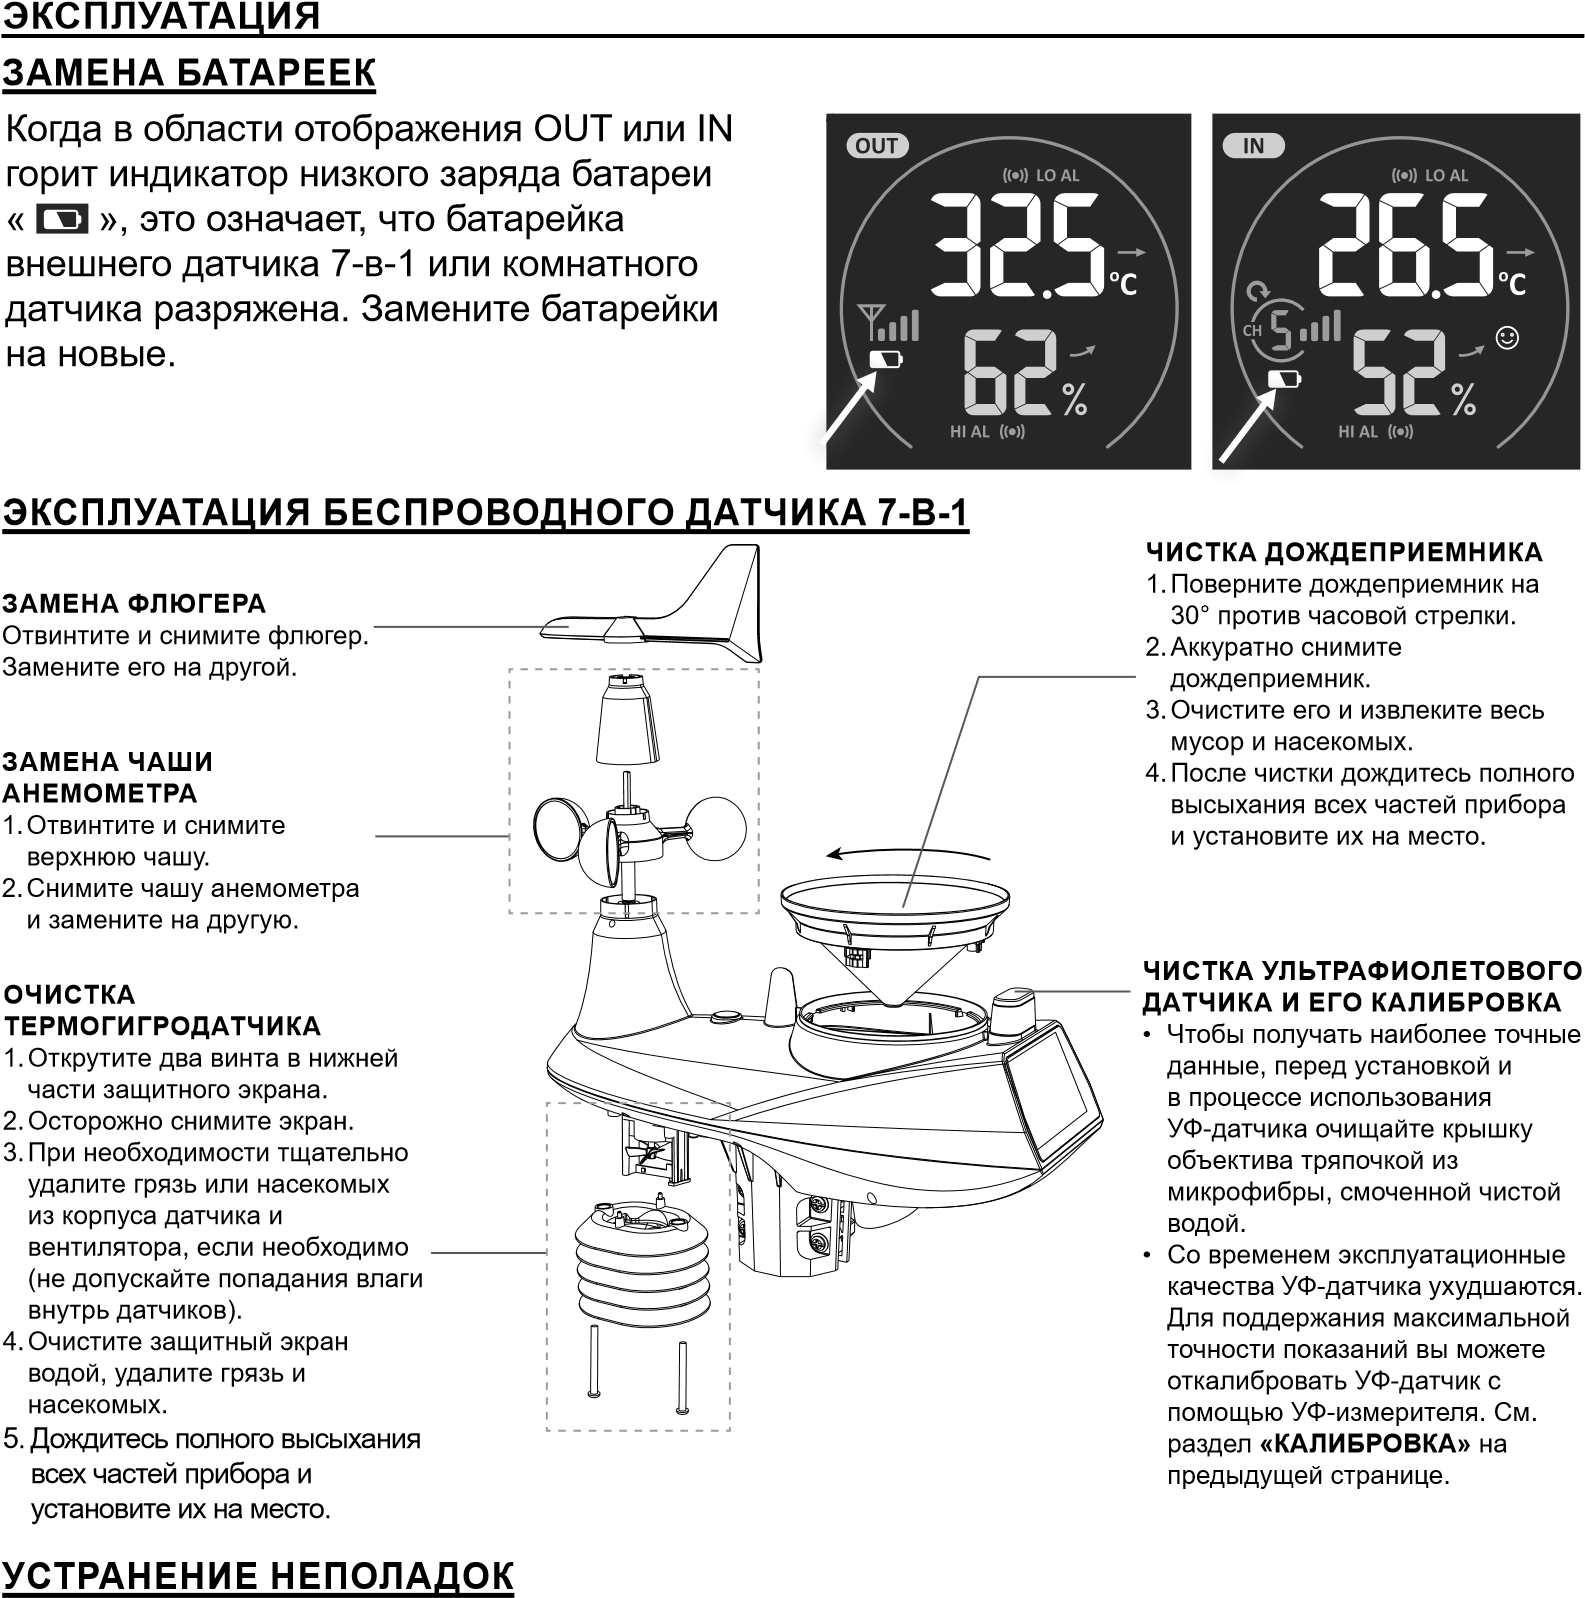 ЭКСПЛУАТАЦИЯ
ЗАМЕНА БАТАРЕЕК
Когда в области отображения OUT или IN
горит индикатор низкого заряда батареи
« », это означает, что батарейка
внешнего датчика 7-в-1 или комнатного
датчика разряжена. Замените батарейки
на новые.
OUT
LO AL
32.5
°C
62
%
HI AL
IN
LO AL
26.5
°C
CH 5
52
%
HI AL
ЭКСПЛУАТАЦИЯ БЕСПРОВОДНОГО ДАТЧИКА 7-В-1
ЗАМЕНА ФЛЮГЕРА
Отвинтите и снимите флюгер.
Замените его на другой.
ЗАМЕНА ЧАШИ
АНЕМОМЕТРА
1. Отвинтите и снимите
верхнюю чашу.
2. Снимите чашу анемометра
и замените на другую.
ОЧИСТКА
ТЕРМОГИГРОДАТЧИКА
1. Открутите два винта в нижней
части защитного экрана.
2. Осторожно снимите экран.
3. При необходимости тщательно
удалите грязь или насекомых
из корпуса датчика и
вентилятора, если необходимо
(не допускайте попадания влаги
внутрь датчиков).
4. Очистите защитный экран
водой, удалите грязь и
насекомых.
5. Дождитесь полного высыхания
всех частей прибора и
установите их на место.
ЧИСТКА ДОЖДЕПРИЕМНИКА
1. Поверните дождеприемник на
30° против часовой стрелки.
2. Аккуратно снимите
дождеприемник.
3. Очистите его и извлеките весь
мусор и насекомых.
4. После чистки дождитесь полного
высыхания всех частей прибора
и установите их на место.
ЧИСТКА УЛЬТРАФИОЛЕТОВОГО
ДАТЧИКА И ЕГО КАЛИБРОВКА
• Чтобы получать наиболее точные
данные, перед установкой и
в процессе использования
УФ-датчика очищайте крышку
объектива тряпочкой из
микрофибры, смоченной чистой
водой.
• Со временем эксплуатационные
качества УФ-датчика ухудшаются.
Для поддержания максимальной
точности показаний вы можете
откалибровать УФ-датчик с
помощью УФ-измерителя. См.
раздел «КАЛИБРОВКА» на
предыдущей странице.
УСТРАНЕНИЕ НЕПОЛАДОК